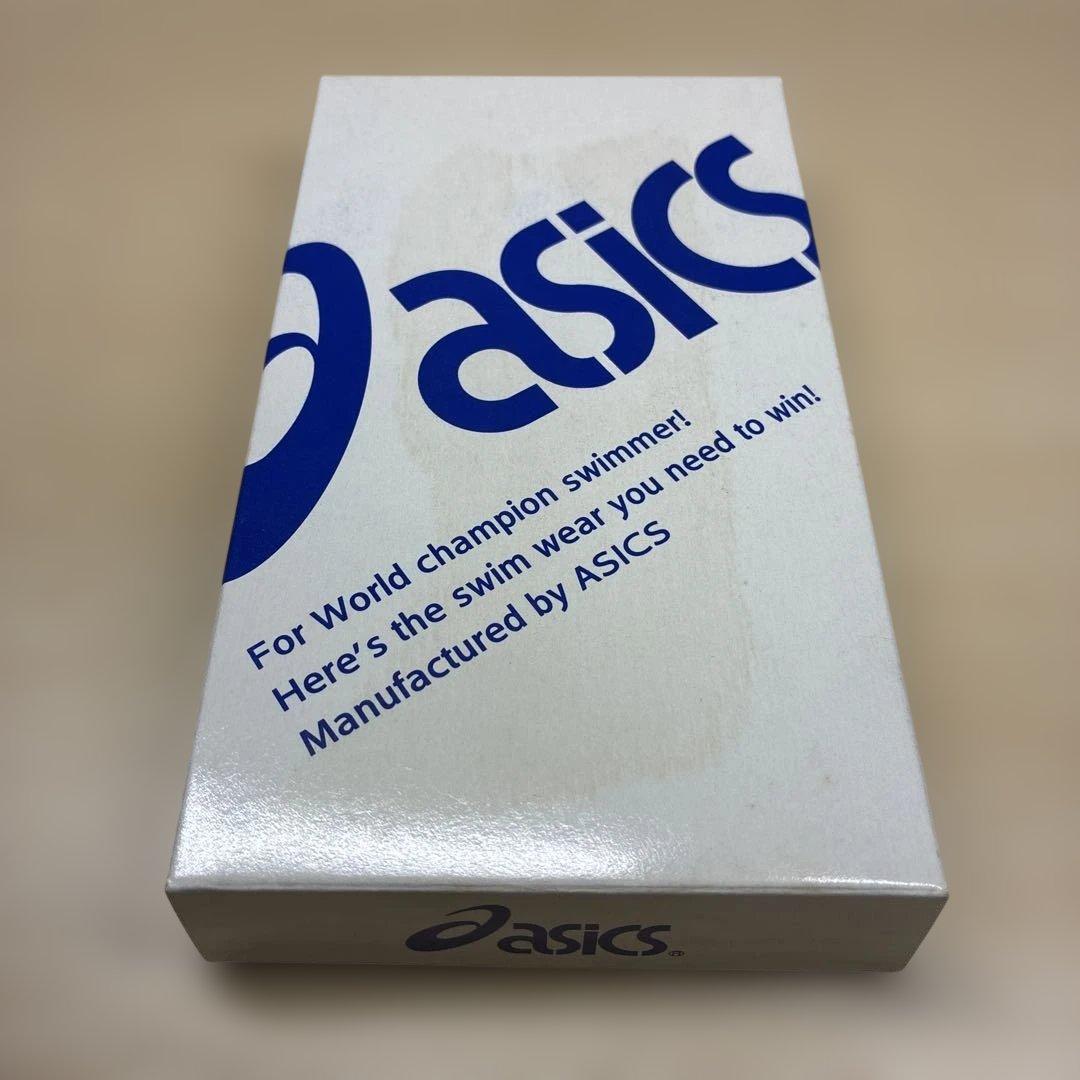 asics
For World champion swimmer!
Here's the swim wear you need to win!
Manufactured by ASICS
asics®